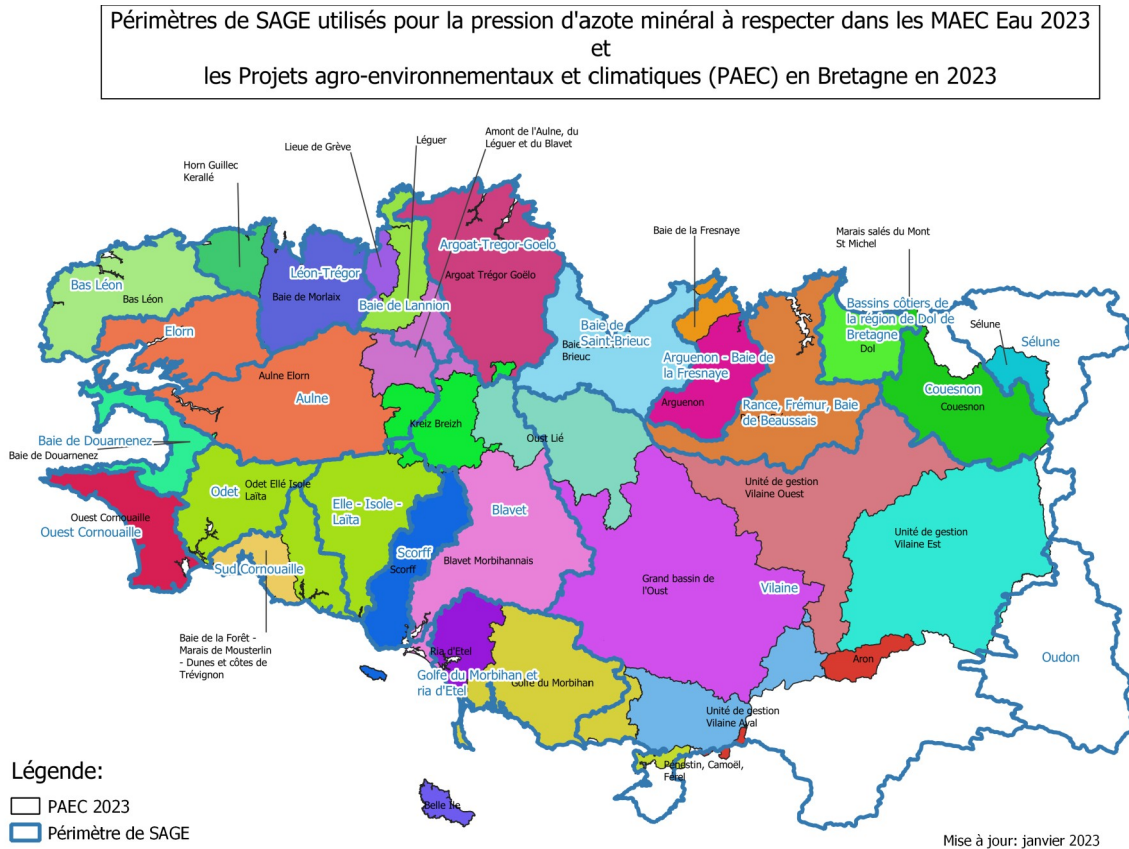 Périmètres de SAGE utilisés pour la pression d'azote minéral à respecter dans les MAEC Eau 2023
et
les Projets agro-environnementaux et climatiques (PAEC) en Bretagne en 2023
Amont de l'Aulne, du
Léguer et du Blavet
Léguer
Lieue de Grève
Horn Guillec
Kerallé
Baie de la Fresnaye
Marais salés du Mont
St Michel
Argoat-Tregor-Goelo
Argoat Trégor Goëlo
Léon-Trégor
Baie de Morlaix
Bas Léon
Bas Léon
Baie de Lannion
Bassins côtiers de
la région de Dol de
Bretagne
Dol
Sélune
Sélune
Elorn
Baie de
Saint-Brieuc
Brieuc
Arguenon - Baie de
la Fresnaye
Aulne Elorn
Aulne
Arguenon
Couesnon
Couesnon
Rance, Frémur, Baie
de Beaussais
Kreiz Breizh
Oust Lié
Baie de Douarnenez
Baie de Douarnenez
Odet Ellé Isole
Laïta
Odet
Unité de gestion
Vilaine Ouest
Elle - Isole -
Laïta
Blavet
Ouest Cornouaille
Ouest Cornouaille
Unité de gestion
Vilaine Est
Scorff
Scorff
Blavet Morbihannais
Sud Cornouaille
Grand bassin de
l'Oust
Vilaine
Baie de la Forêt -
Marais de Mousterlin
- Dunes et côtes de
Trévignon
Ria d'Etel
Aron
Oudon
Golfe du Morbihan et
ria d'Etel
Golfe du Morbihan
Unité de gestion
Vilaine Aval
Pénestin, Camoël,
Férel
Belle Ile
Légende:
PAEC 2023
Périmètre de SAGE
Mise à jour: janvier 2023